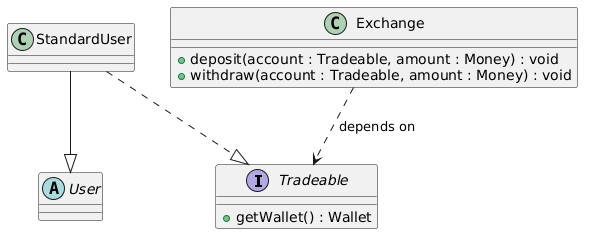 C StandardUser
C Exchange
deposit(account : Tradeable, amount : Money) : void
withdraw(account : Tradeable, amount : Money) : void
depends on
A User
I Tradeable
getWallet() : Wallet